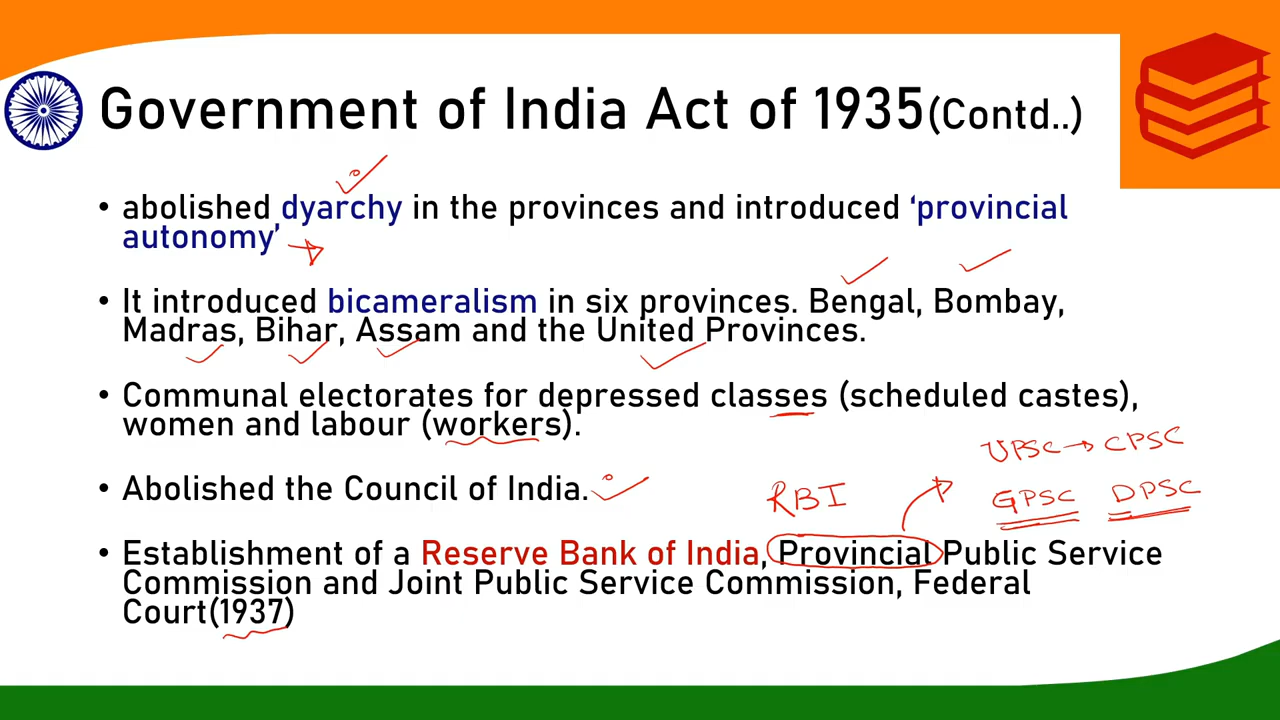 Government of India Act of 1935(Contd..)
• abolished dyarchy in the provinces and introduced ‘provincial
autonomy’
• It introduced bicameralism in six provinces. Bengal, Bombay,
Madras, Bihar, Assam and the United Provinces.
• Communal electorates for depressed classes (scheduled castes),
women and labour (workers).
UPSC → CPSC
• Abolished the Council of India.
RBI
GPSC DPSC
• Establishment of a Reserve Bank of India, Provincial Public Service
Commission and Joint Public Service Commission, Federal
Court(1937)